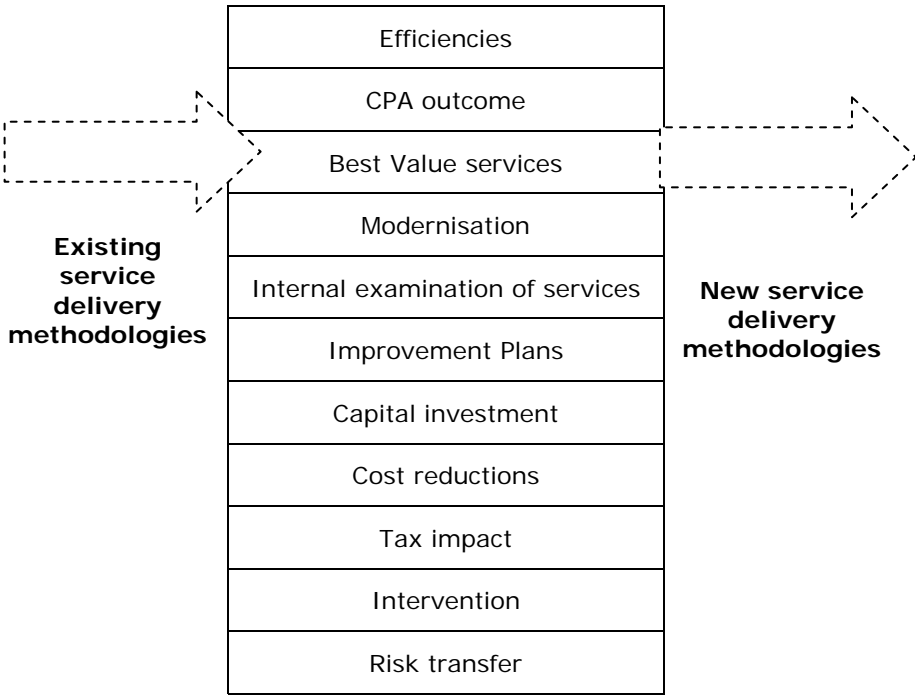 Efficiencies
CPA outcome
Best Value services
Modernisation
Existing
service
delivery
methodologies
Internal examination of services
New service
delivery
methodologies
Improvement Plans
Capital investment
Cost reductions
Tax impact
Intervention
Risk transfer